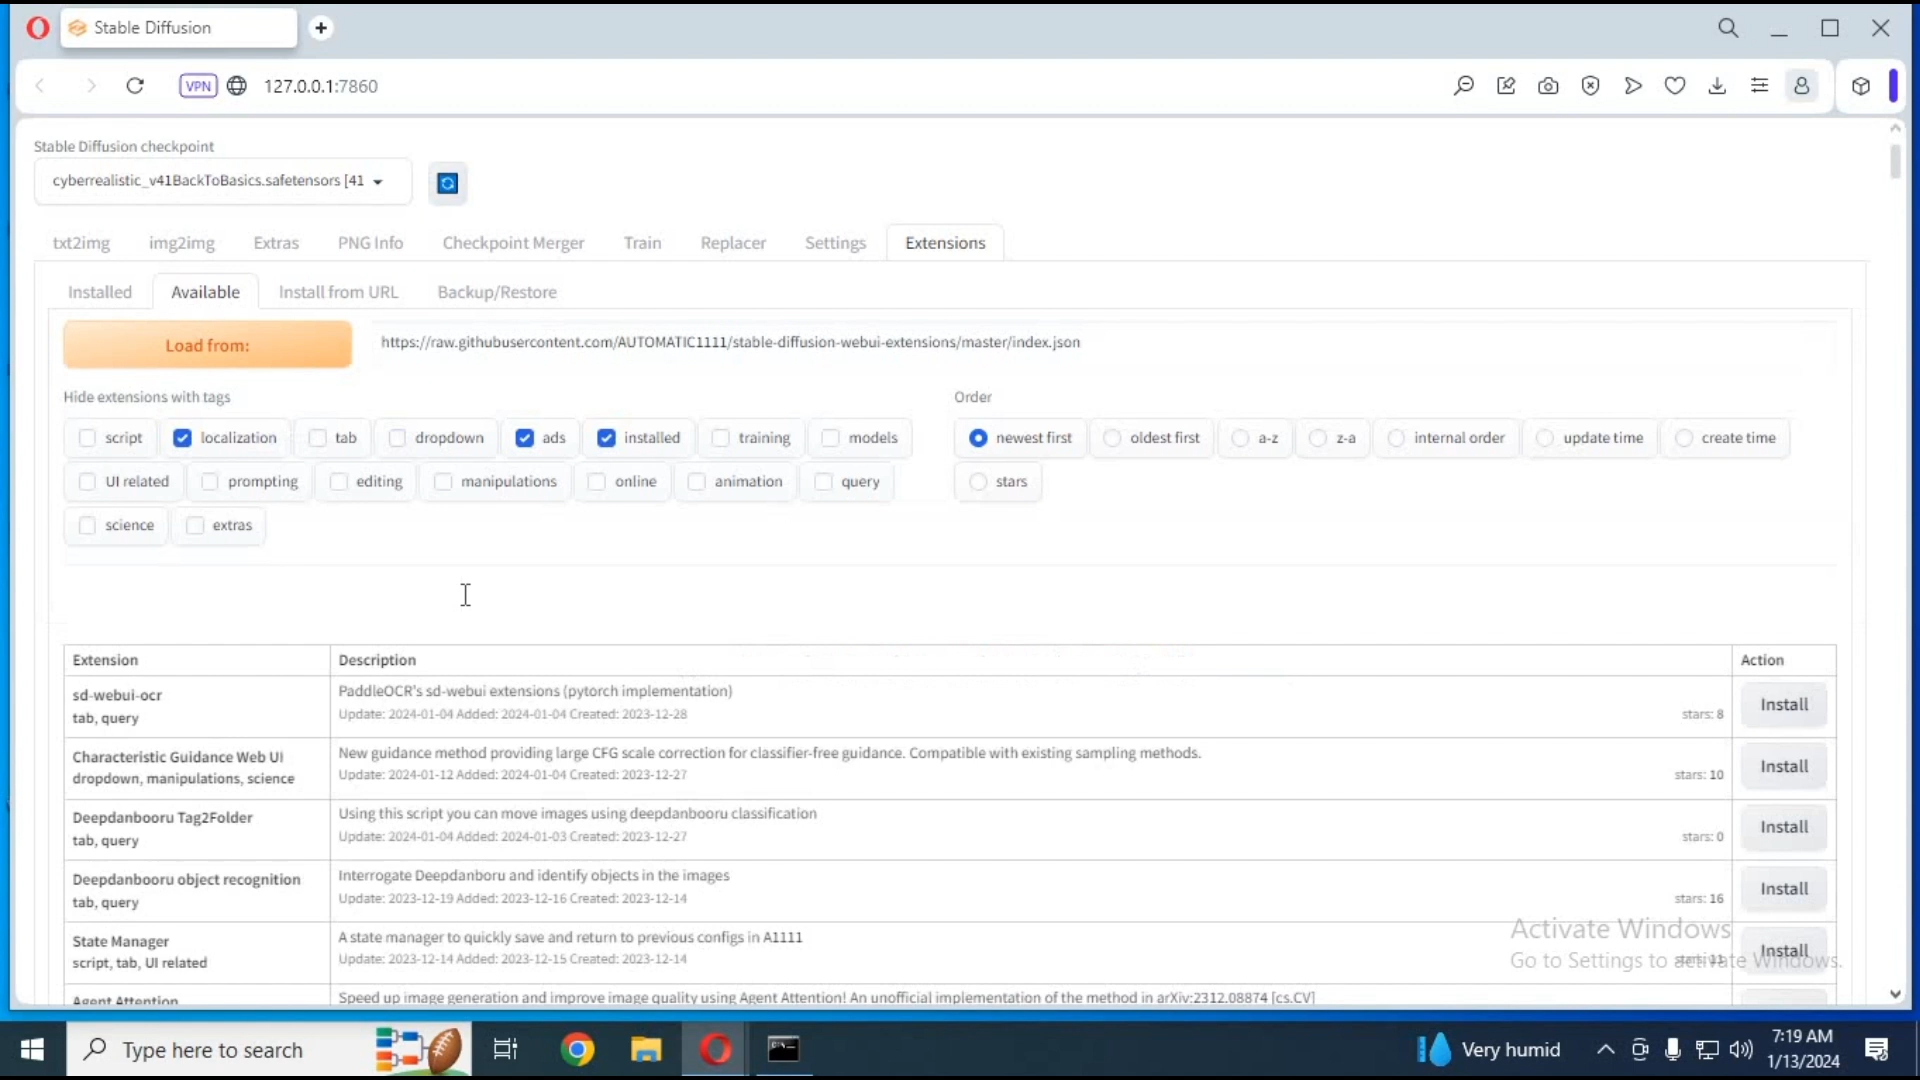 Stable Diffusion
VPN 127.0.0.1:7860
Stable Diffusion checkpoint
cyberrealistic_v41BackToBasics.safetensors [41
txt2img img2img Extras PNG Info Checkpoint Merger Train Replacer Settings Extensions
Installed Available Install from URL Backup/Restore
Load from: https://raw.githubusercontent.com/AUTOMATIC1111/stable-diffusion-webui-extensions/master/index.json
Hide extensions with tags Order
script localization tab dropdown ads installed training models newest first oldest first a-z z-a internal order update time create time
UI related prompting editing manipulations online animation query stars
science extras
Extension Description Action
sd-webui-ocr PaddleOCR's sd-webui extensions (pytorch implementation) Install
tab, query Update: 2024-01-04 Added: 2024-01-04 Created: 2023-12-28 stars: 8
Characteristic Guidance Web UI New guidance method providing large CFG scale correction for classifier-free guidance. Compatible with existing sampling methods. Install
dropdown, manipulations, science Update: 2024-01-12 Added: 2024-01-04 Created: 2023-12-27 stars: 10
Deepdanbooru Tag2Folder Using this script you can move images using deepdanbooru classification Install
tab, query Update: 2024-01-04 Added: 2024-01-03 Created: 2023-12-27 stars: 0
Deepdanbooru object recognition Interrogate Deepdanboru and identify objects in the images Install
tab, query Update: 2023-12-19 Added: 2023-12-16 Created: 2023-12-14 stars: 16
State Manager A state manager to quickly save and return to previous configs in A1111 Install
script, tab, UI related Update: 2023-12-14 Added: 2023-12-15 Created: 2023-12-14
Agent Attention Speed up image generation and improve image quality using Agent Attention! An unofficial implementation of the method in arXiv:2312.08874 [cs.CV]
Activate Windows
Go to Settings to activate Windows.
Type here to search Very humid 7:19 AM
1/13/2024